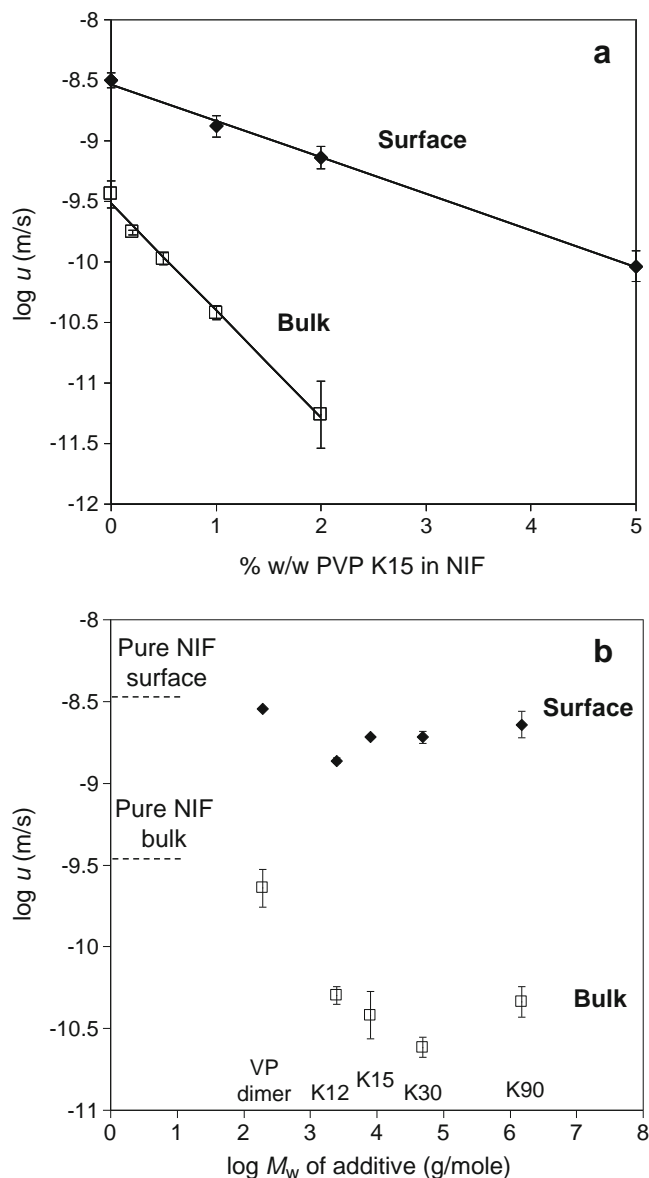 -8
-8.5
-9
-9.5
-10
-10.5
-11
-11.5
-12
log u (m/s)
a
Surface
Bulk
0
1
2
3
4
5
% w/w PVP K15 in NIF
-8
-8.5
-9
-9.5
-10
-10.5
-11
log u (m/s)
b
Pure NIF
surface
Surface
Pure NIF
bulk
Bulk
VP
dimer
K12
K15
K30
K90
0
1
2
3
4
5
6
7
8
log Mw of additive (g/mole)